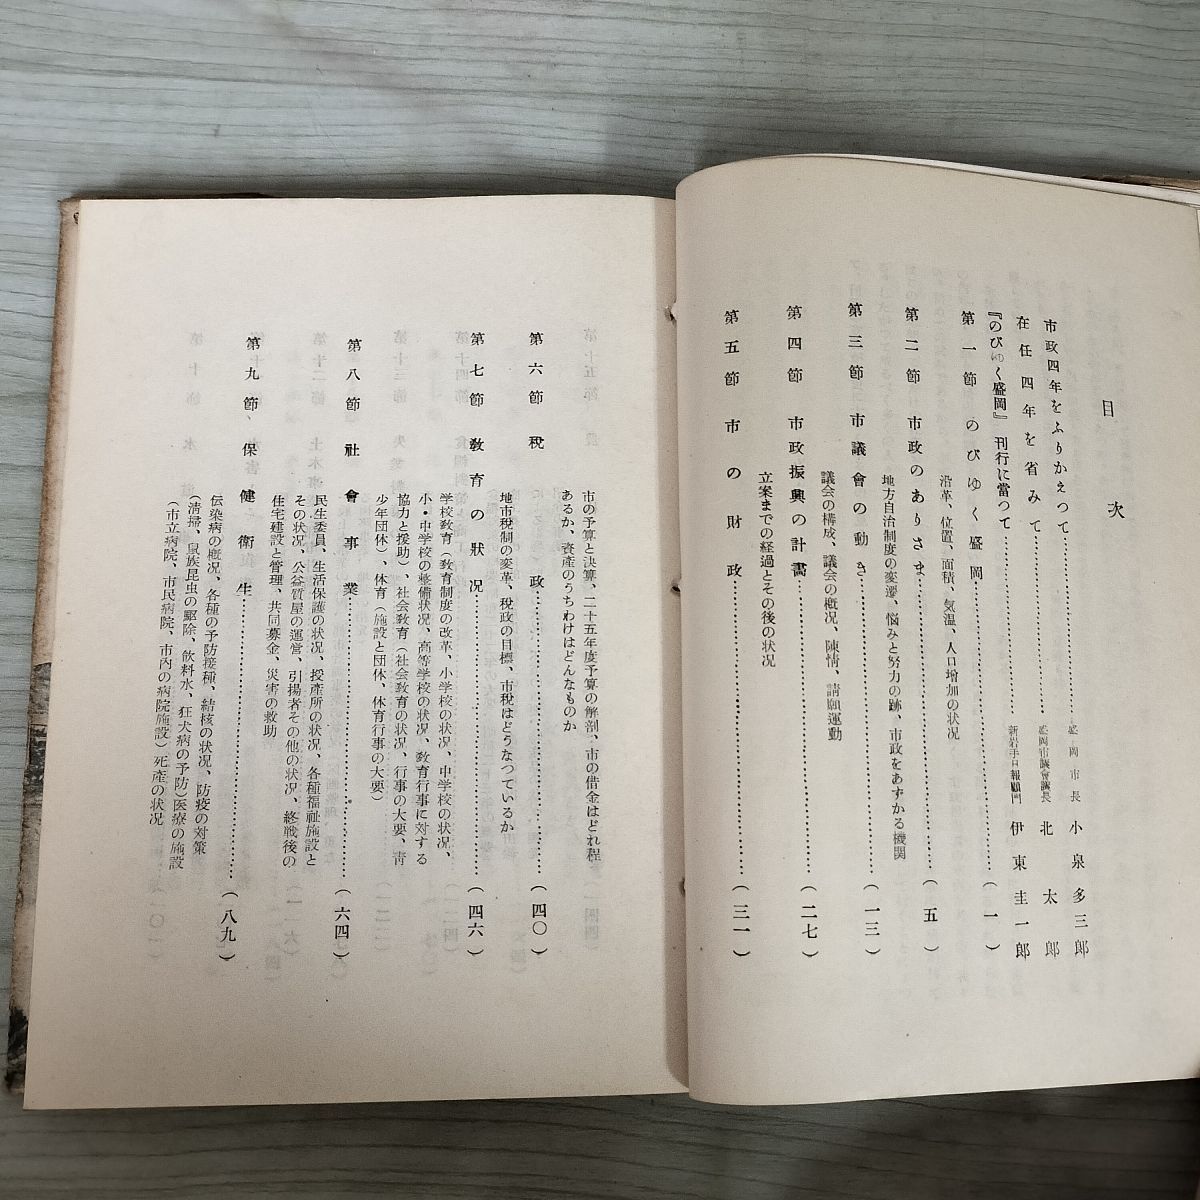 目次
市政四年をふりかえつて…………盛岡市長 小泉多三郎
在任四年を省みて…………盛岡市議會議長 北太郎
『のびゆく盛岡』刊行に當つて…………新岩手日報顧問 伊東圭一郎
第一節 のびゆく盛岡…………(一)
沿革、位置、面積、気温、人口増加の状況
第二節 市政のありさま…………(五)
地方自治制度の変遷、悩みと努力の跡、市政をあずかる機関
第三節 市議會の動き…………(一三)
議会の構成、議会の概況、陳情、請願運動
第四節 市政振興の計畵…………(二七)
立案までの経過とその後の状況
第五節 市の財政…………(三一)
市の予算と決算、二十五年度予算の解剖、市の借金はどれ程
あるか、資産のうちわけはどんなものか
第六節 税政…………(四〇)
地市税制の変革、税政の目標、市税はどうなつているか
第七節 敎育の狀況…………(四六)
学校教育(教育制度の改革、小学校の状況、中学校の状況、
小・中学校の整備状況、高等学校の状況、教育行事に対する
協力と援助)、社会教育(社会教育の状況、行事の大要、青
少年団体)、体育(施設と団体、体育行事の大要)
第八節 社會事業…………(六四)
民生委員、生活保護の状況、授産所の状況、各種福祉施設と
その状況、公益質屋の運営、引揚者その他の状況、終戦後の
住宅建設と管理、共同募金、災害の救助
第九節、保健衛生…………(八九)
伝染病の概況、各種の予防接種、結核の状況、防疫の対策
(清掃、鼠族昆虫の駆除、飲料水、狂犬病の予防)医療の施設
(市立病院、市民病院、市内の病院施設)死産の状況